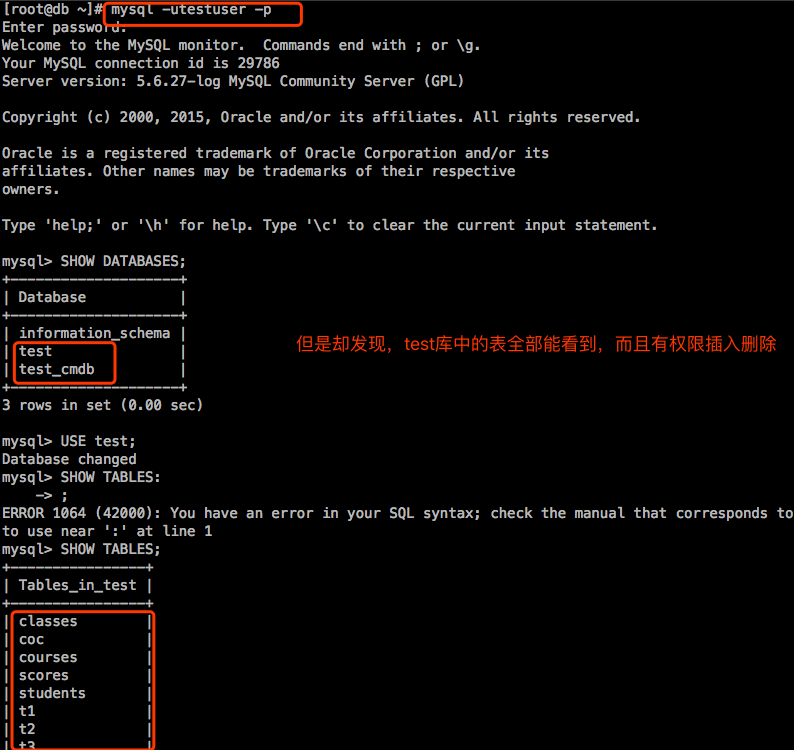 [root@db ~]# mysql -utestuser -p
Enter password:
Welcome to the MySQL monitor.  Commands end with ; or \g.
Your MySQL connection id is 29786
Server version: 5.6.27-log MySQL Community Server (GPL)
Copyright (c) 2000, 2015, Oracle and/or its affiliates. All rights reserved.
Oracle is a registered trademark of Oracle Corporation and/or its
affiliates. Other names may be trademarks of their respective
owners.
Type 'help;' or '\h' for help. Type '\c' to clear the current input statement.
mysql> SHOW DATABASES;
+--------------------+
| Database           |
+--------------------+
| information_schema |
但是却发现，test库中的表全部能看到，而且有权限插入删除
| test               |
| test_cmdb          |
+--------------------+
3 rows in set (0.00 sec)
mysql> USE test;
Database changed
mysql> SHOW TABLES:
    -> ;
ERROR 1064 (42000): You have an error in your SQL syntax; check the manual that corresponds to
to use near ':' at line 1
mysql> SHOW TABLES;
+----------------+
| Tables_in_test |
+----------------+
| classes        |
| coc            |
| courses        |
| scores         |
| students       |
| t1             |
| t2             |
| t3             |